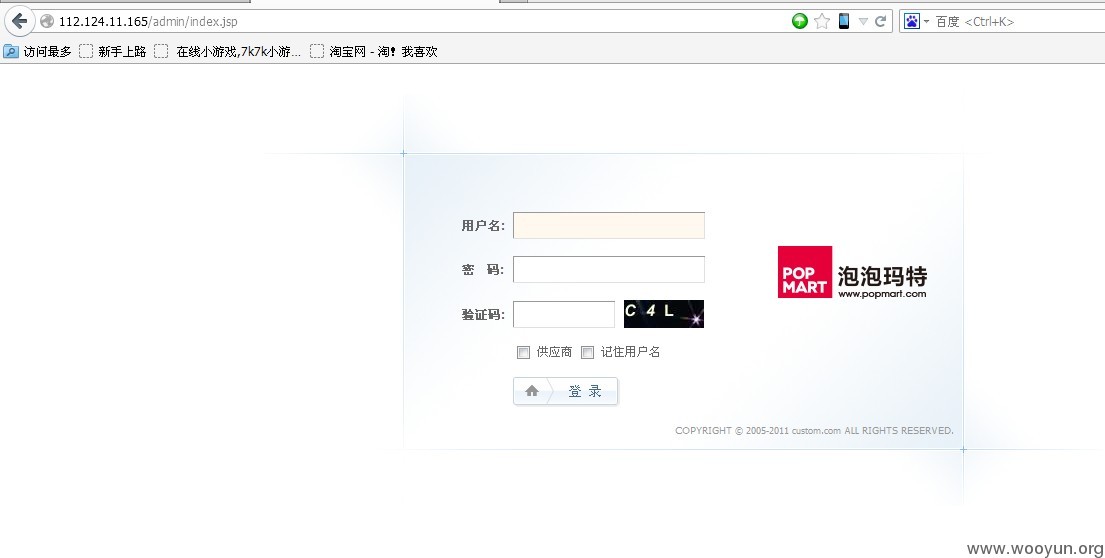 112.124.11.165/admin/index.jsp
百度 <Ctrl+K>
访问最多 新手上路 在线小游戏,7k7k小游... 淘宝网 - 淘！我喜欢
用户名:
密 码:
POP MART 泡泡玛特
www.popmart.com
验证码:
C 4 L
供应商 记住用户名
登 录
COPYRIGHT © 2005-2011 custom.com ALL RIGHTS RESERVED.
www.wooyun.org